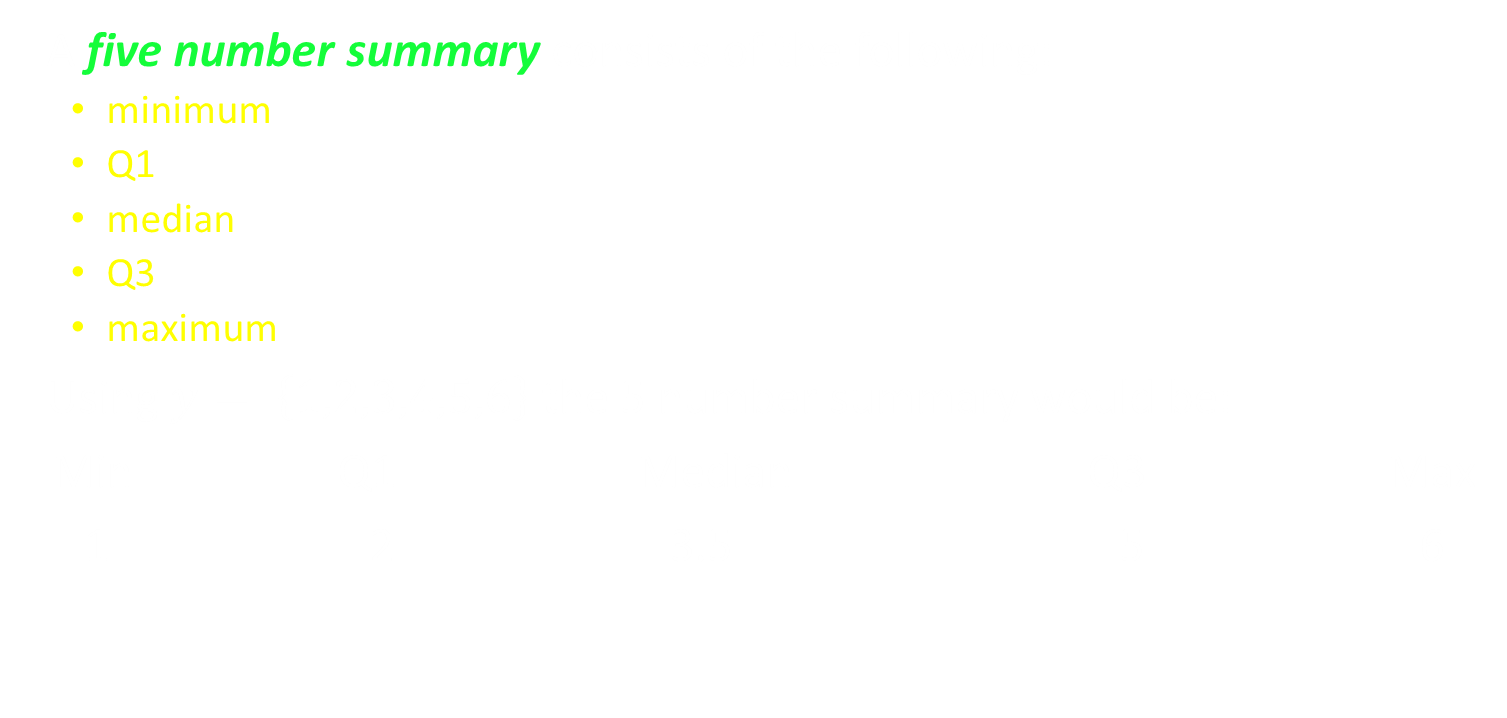 five number summary
• minimum
• Q1
• median
• Q3
• maximum